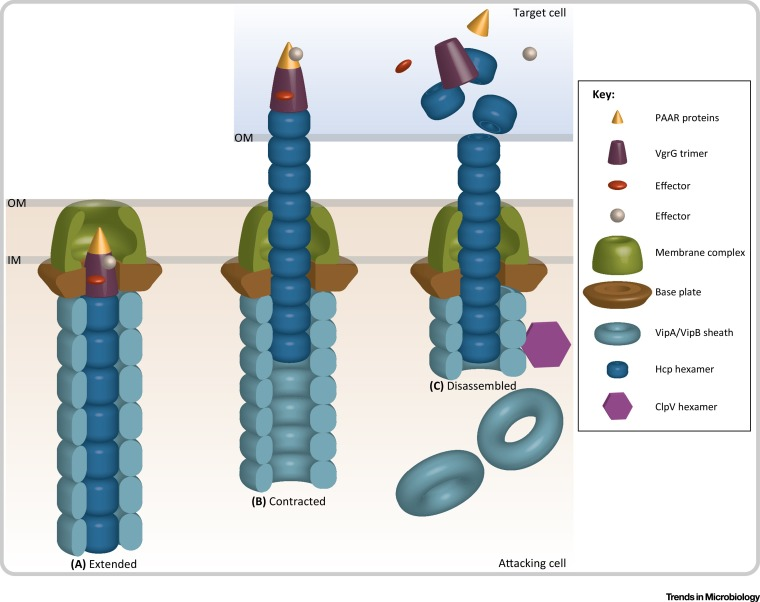 Target cell
OM
OM
IM
(A) Extended
(B) Contracted
(C) Disassembled
Attacking cell
Key:
PAAR proteins
VgrG trimer
Effector
Effector
Membrane complex
Base plate
VipA/VipB sheath
Hcp hexamer
ClpV hexamer
Trends in Microbiology